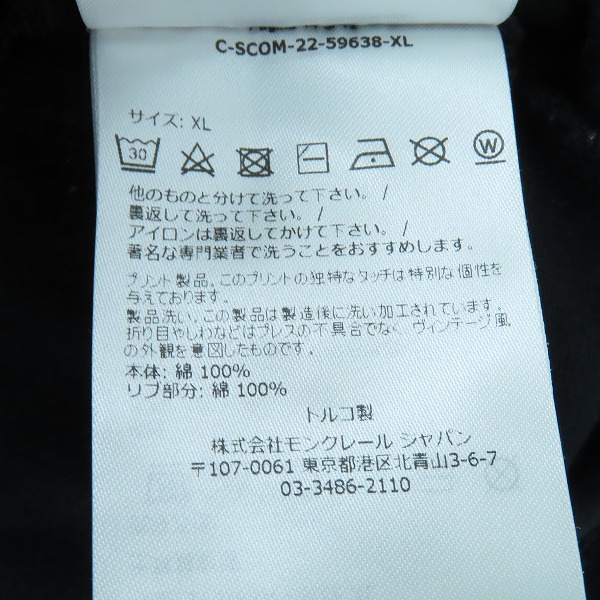 C-SCOM-22-59638-XL
サイズ: XL
30
W
他のものと分けて洗って下さい。 /
裏返して洗って下さい。 /
アイロンは裏返してかけて下さい。 /
著名な専門業者で洗うことをおすすめします。
プリント製品。このプリントの独特なタッチは特別な個性を
与えております。
製品洗い。この製品は製造後に洗い加工されています。
折り目やしわなどはプレスの不具合でなく、ヴィンテージ風
の外観を意図したものです。
本体: 綿 100%
リブ部分: 綿 100%
トルコ製
株式会社モンクレール ジャパン
〒107-0061 東京都港区北青山3-6-7
03-3486-2110